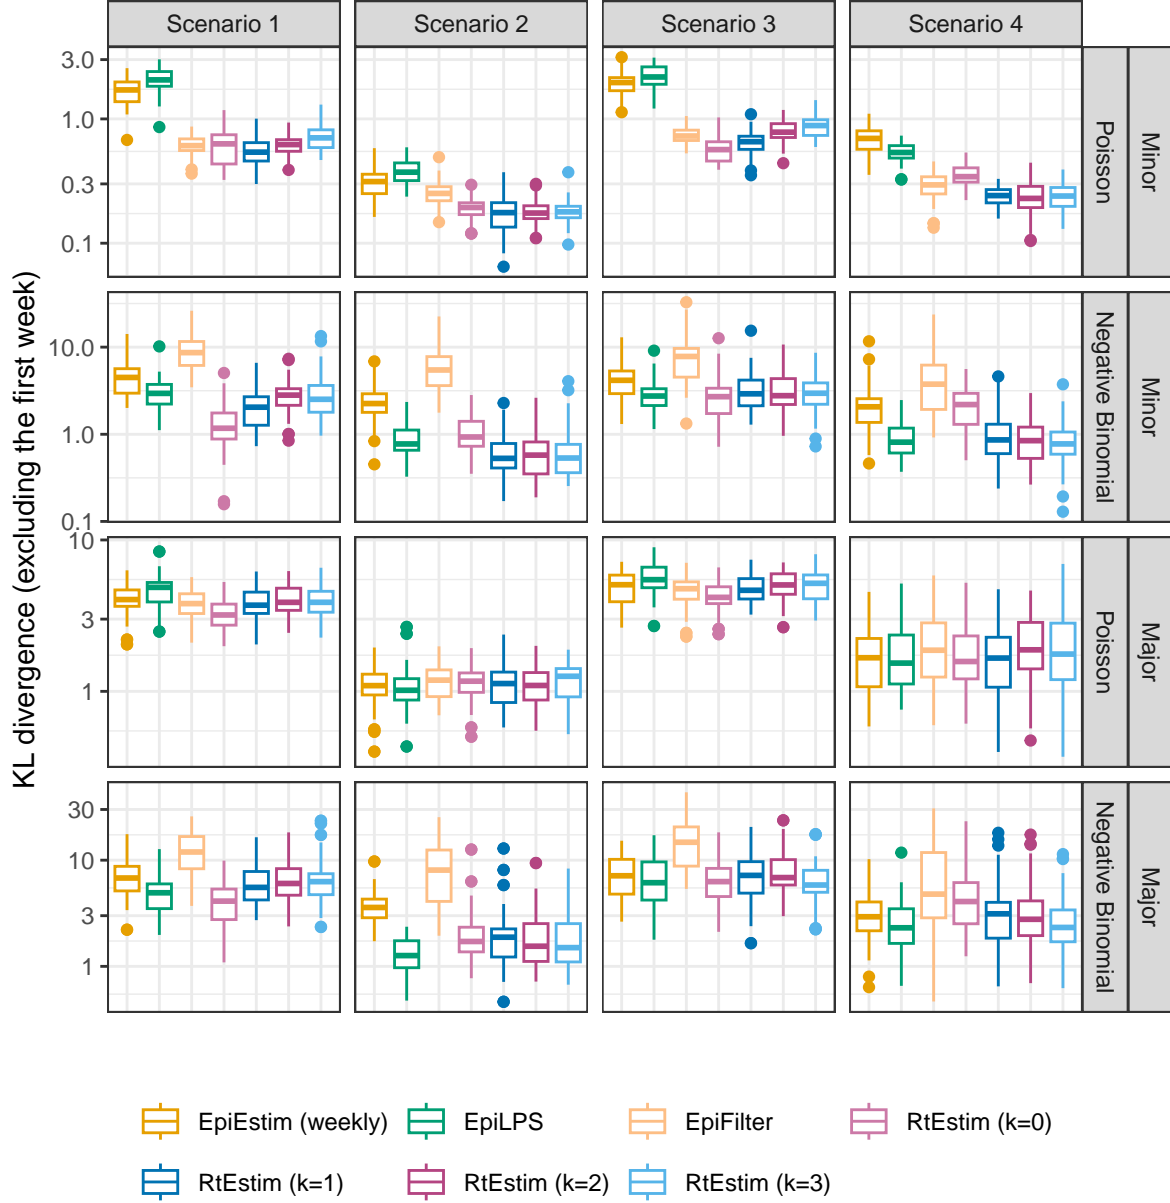 Scenario 1 Scenario 2 Scenario 3 Scenario 4
KL divergence (excluding the first week)
3.0
1.0
0.3
0.1
Poisson
Minor
10.0
1.0
0.1
Negative Binomial
Minor
10
3
1
Poisson
Major
30
10
3
1
Negative Binomial
Major
EpiEstim (weekly) EpiLPS EpiFilter RtEstim (k=0)
RtEstim (k=1) RtEstim (k=2) RtEstim (k=3)